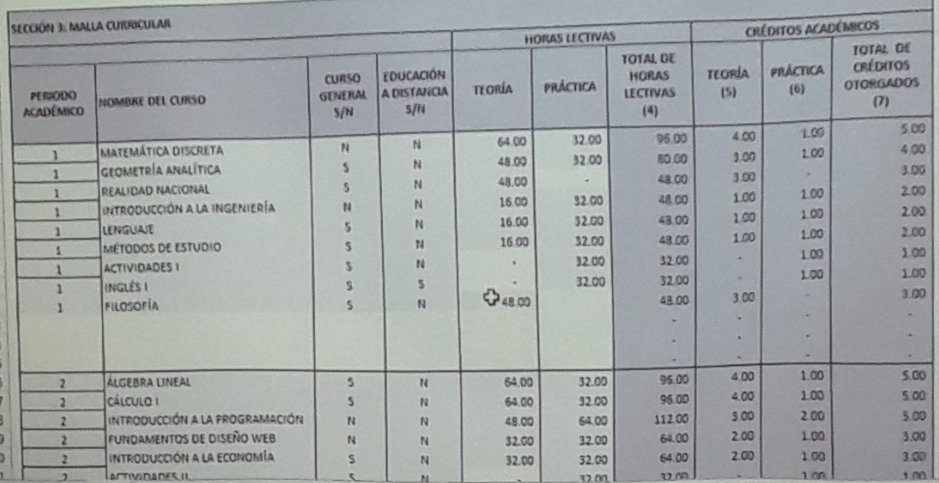 SECCIÓN 3: MALLA CURRICULAR
HORAS LECTIVAS CRÉDITOS ACADÉMICOS
PERIODO ACADÉMICO NOMBRE DEL CURSO CURSO GENERAL S/N EDUCACIÓN A DISTANCIA S/N TEORÍA PRÁCTICA TOTAL DE HORAS LECTIVAS (4) TEORÍA (5) PRÁCTICA (6) TOTAL DE CRÉDITOS OTORGADOS (7)
1 MATEMÁTICA DISCRETA N N 64.00 32.00 96.00 4.00 1.00 5.00
1 GEOMETRÍA ANALÍTICA S N 48.00 32.00 80.00 3.00 1.00 4.00
1 REALIDAD NACIONAL S N 48.00 - 48.00 3.00 - 3.00
1 INTRODUCCIÓN A LA INGENIERÍA N N 16.00 32.00 48.00 1.00 1.00 2.00
1 LENGUAJE S N 16.00 32.00 48.00 1.00 1.00 2.00
1 MÉTODOS DE ESTUDIO S N 16.00 32.00 48.00 1.00 1.00 2.00
1 ACTIVIDADES I S N - 32.00 32.00 - 1.00 1.00
1 INGLÉS I S S - 32.00 32.00 - 1.00 1.00
1 FILOSOFÍA S N 48.00 48.00 3.00 - 3.00
- - -
- - -
- - -
2 ÁLGEBRA LINEAL S N 64.00 32.00 96.00 4.00 1.00 5.00
2 CÁLCULO I S N 64.00 32.00 96.00 4.00 1.00 5.00
2 INTRODUCCIÓN A LA PROGRAMACIÓN N N 48.00 64.00 112.00 3.00 2.00 5.00
2 FUNDAMENTOS DE DISEÑO WEB N N 32.00 32.00 64.00 2.00 1.00 3.00
2 INTRODUCCIÓN A LA ECONOMÍA S N 32.00 32.00 64.00 2.00 1.00 3.00
2 ACTIVIDADES II S N - 32.00 32.00 - 1.00 1.00